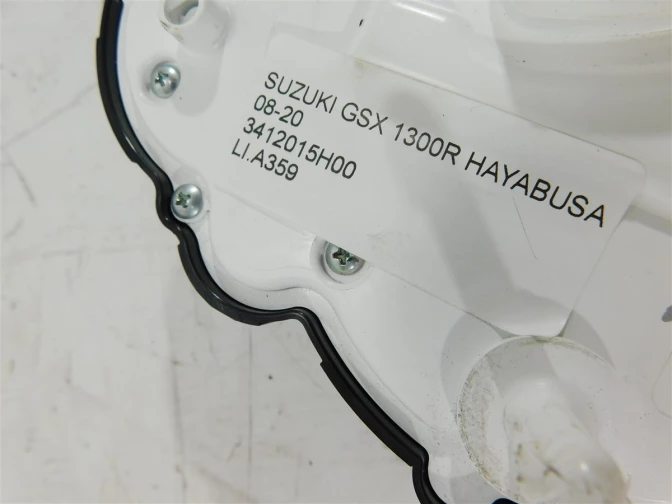 SUZUKI GSX 1300R HAYABUSA
08-20
3412015H00
LI.A359